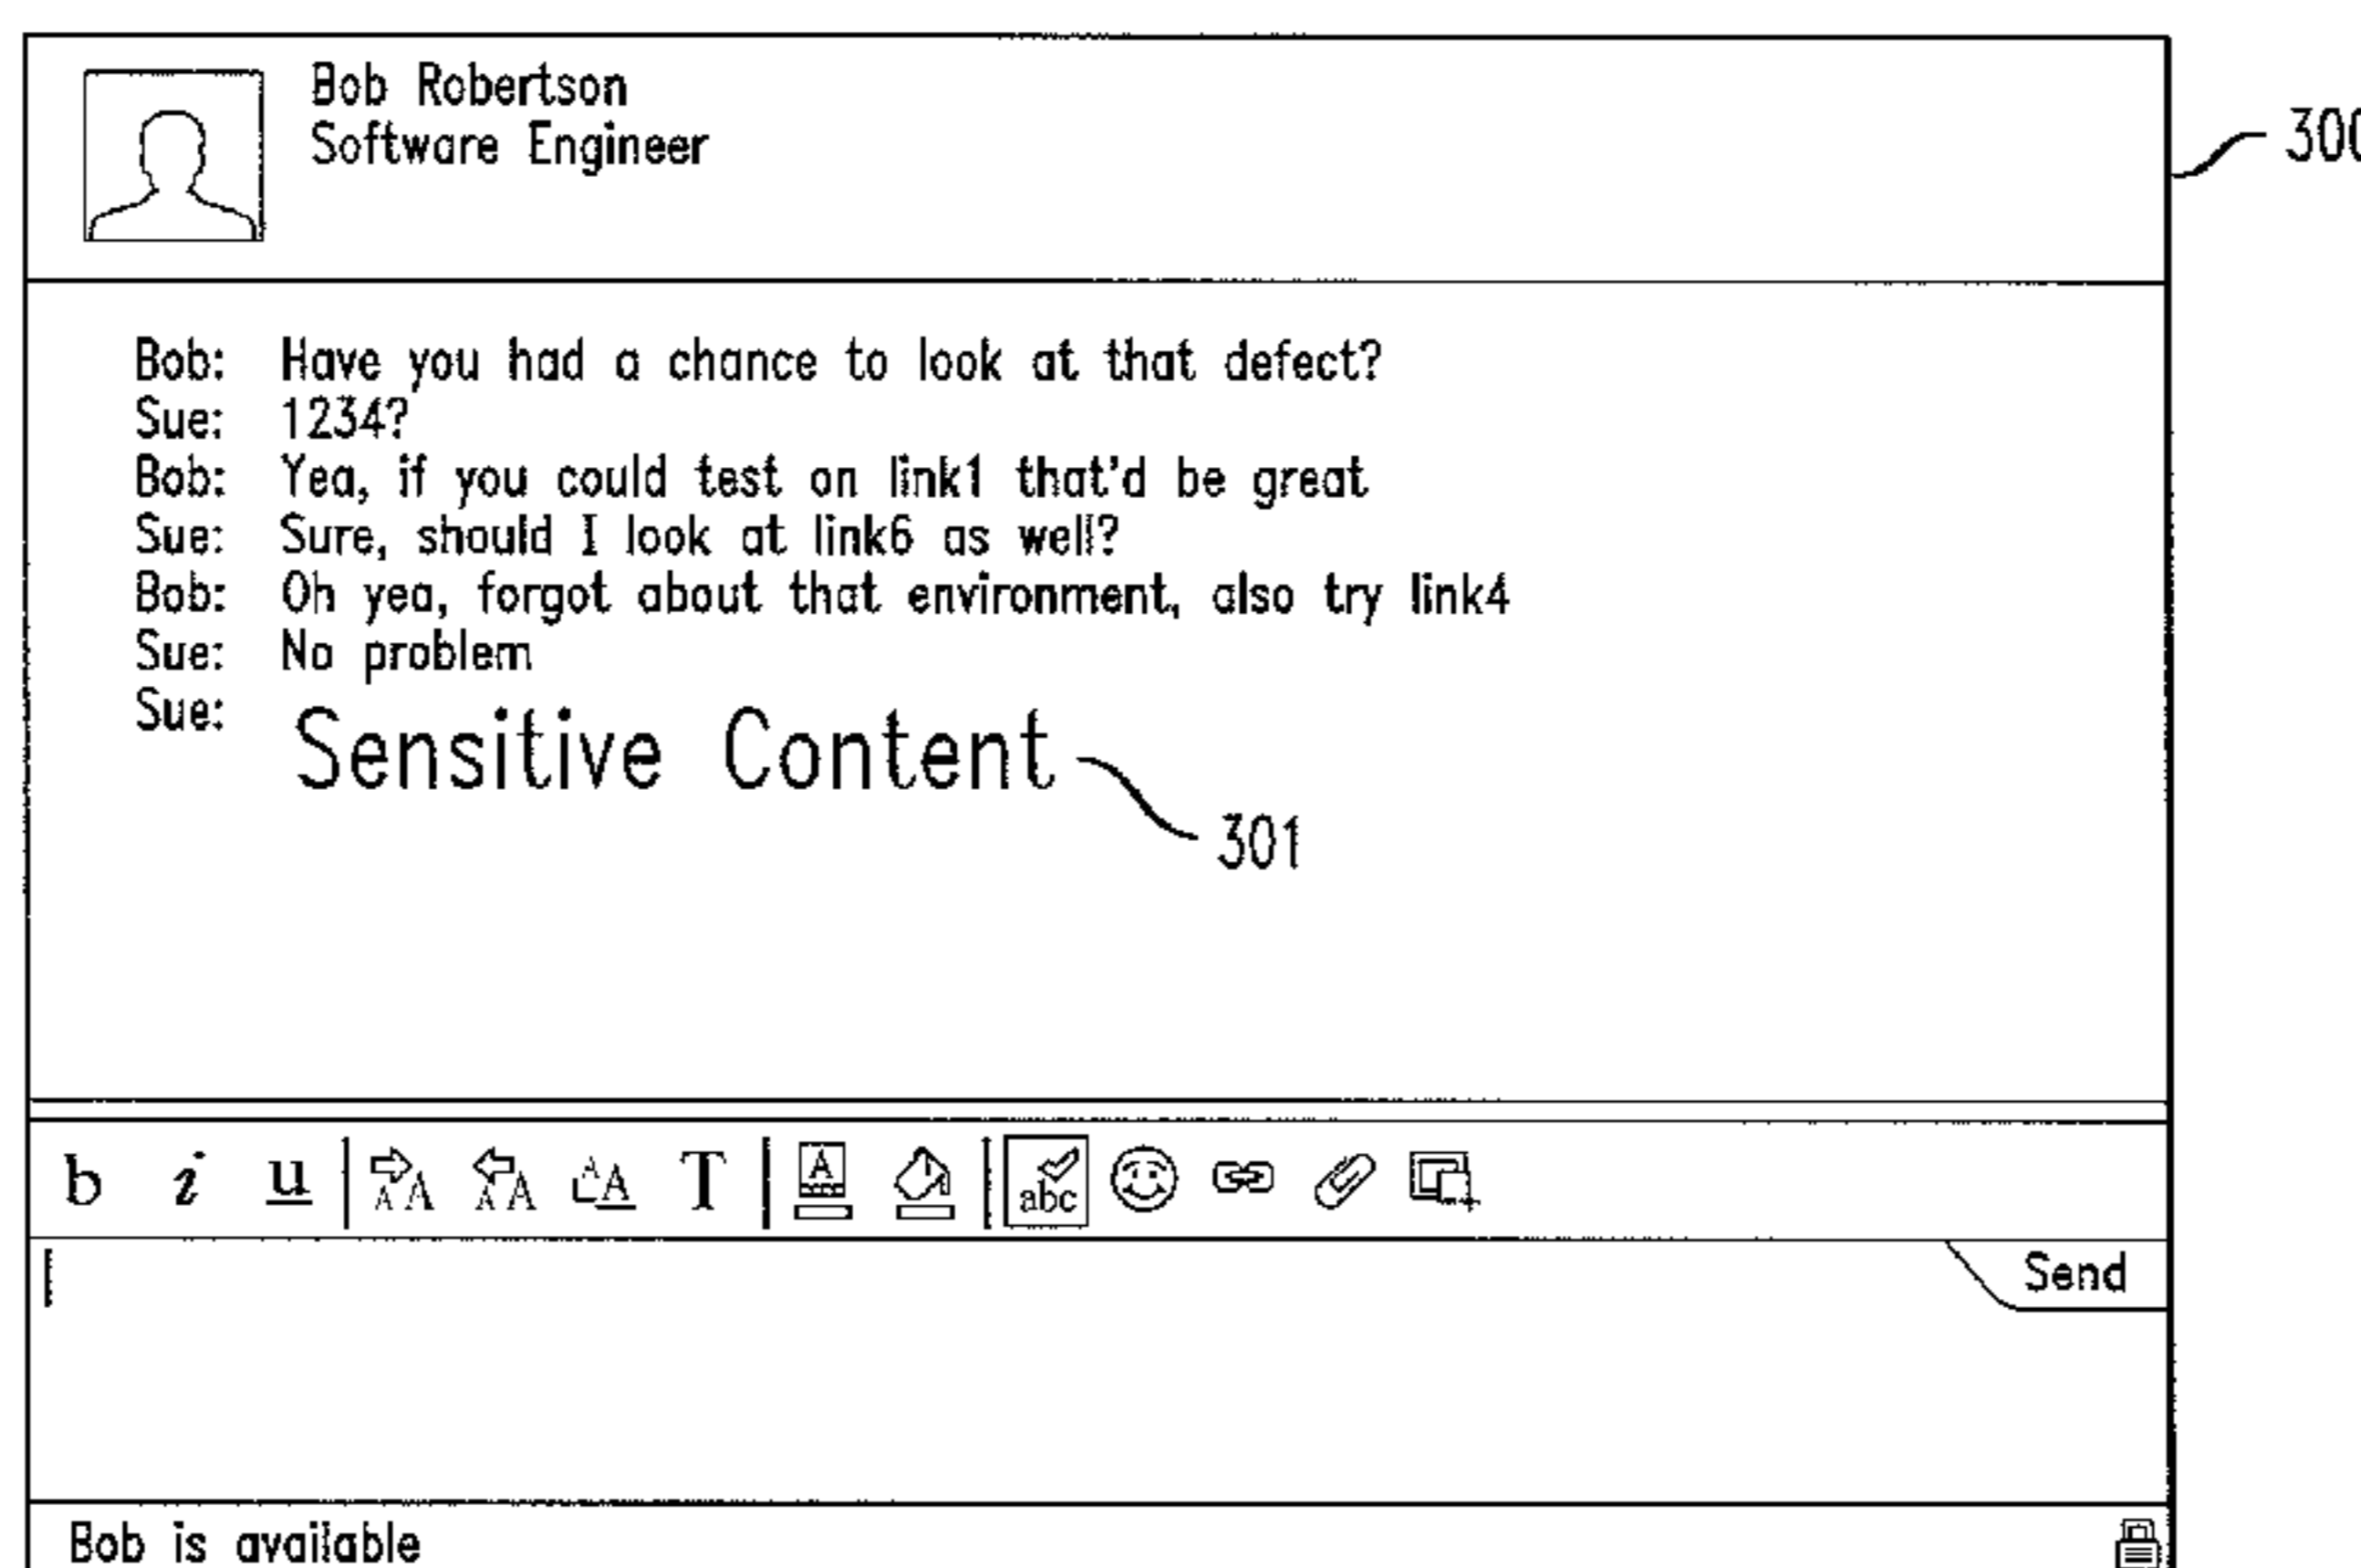 Bob Robertson
Software Engineer
300
Bob: Have you had a chance to look at that defect?
Sue: 1234?
Bob: Yea, if you could test on link1 that'd be great
Sue: Sure, should I look at link6 as well?
Bob: Oh yea, forgot about that environment, also try link4
Sue: No problem
Sue: Sensitive Content
301
b i u A A A A A A T A abc
Send
Bob is available